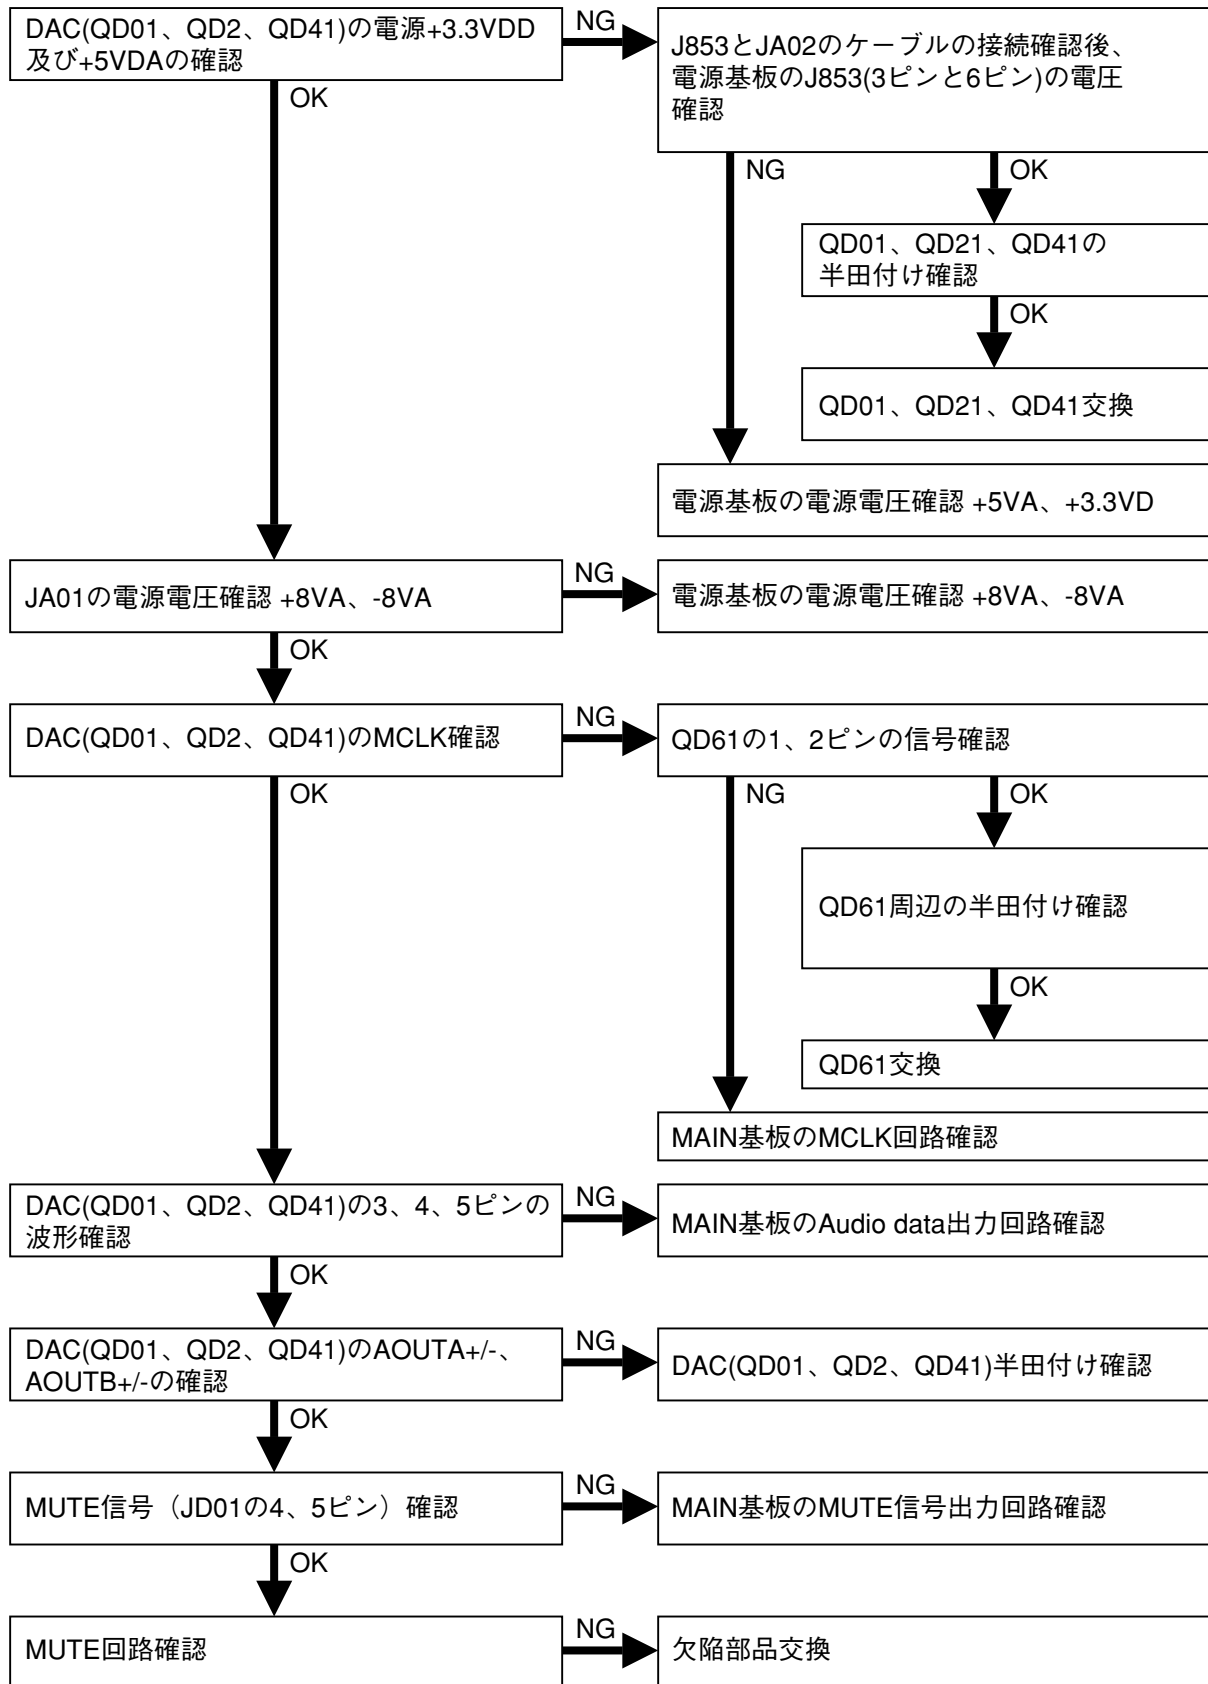 DAC(QD01、QD2、QD41)の電源+3.3VDD
及び+5VDAの確認
NG
J853とJA02のケーブルの接続確認後、
電源基板のJ853(3ピンと6ピン)の電圧
確認
OK
NG
OK
QD01、QD21、QD41の
半田付け確認
OK
QD01、QD21、QD41交換
電源基板の電源電圧確認 +5VA、+3.3VD
JA01の電源電圧確認 +8VA、-8VA
NG
電源基板の電源電圧確認 +8VA、-8VA
OK
DAC(QD01、QD2、QD41)のMCLK確認
NG
QD61の1、2ピンの信号確認
OK
NG
OK
QD61周辺の半田付け確認
OK
QD61交換
MAIN基板のMCLK回路確認
DAC(QD01、QD2、QD41)の3、4、5ピンの
波形確認
NG
MAIN基板のAudio data出力回路確認
OK
DAC(QD01、QD2、QD41)のAOUTA+/-、
AOUTB+/-の確認
NG
DAC(QD01、QD2、QD41)半田付け確認
OK
MUTE信号（JD01の4、5ピン）確認
NG
MAIN基板のMUTE信号出力回路確認
OK
MUTE回路確認
NG
欠陥部品交換